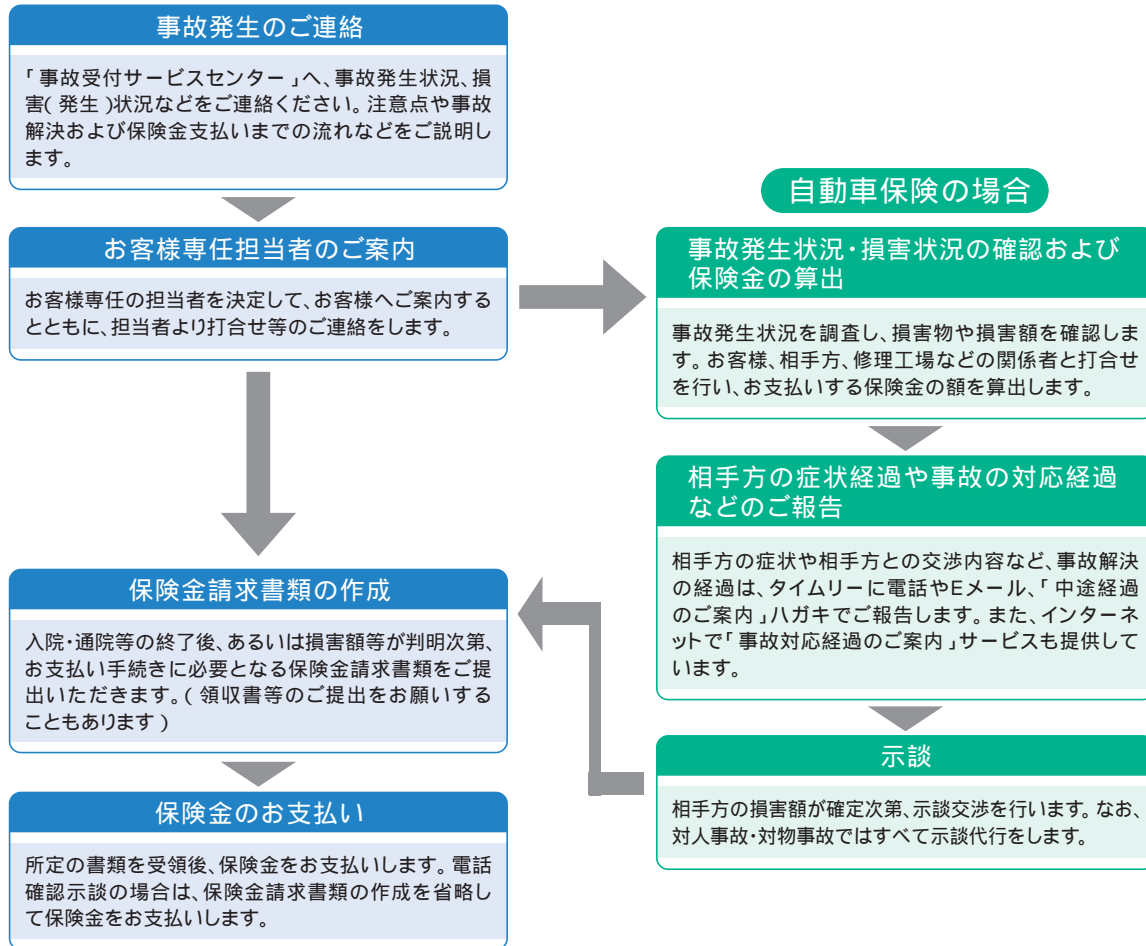 事故発生のご連絡
「事故受付サービスセンター」へ、事故発生状況、損
害(発生)状況などをご連絡ください。注意点や事故
解決および保険金支払いまでの流れなどをご説明し
ます。
お客様専任担当者のご案内
お客様専任の担当者を決定して、お客様へご案内する
とともに、担当者より打合せ等のご連絡をします。
自動車保険の場合
事故発生状況・損害状況の確認および
保険金の算出
事故発生状況を調査し、損害物や損害額を確認しま
す。お客様、相手方、修理工場などの関係者と打合せ
を行い、お支払いする保険金の額を算出します。
相手方の症状経過や事故の対応経過
などのご報告
相手方の症状や相手方との交渉内容など、事故解決
の経過は、タイムリーに電話やEメール、「中途経過
のご案内」ハガキでご報告します。また、インターネ
ットで「事故対応経過のご案内」サービスも提供して
います。
示談
相手方の損害額が確定次第、示談交渉を行います。なお、
対人事故・対物事故ではすべて示談代行をします。
保険金請求書類の作成
入院・通院等の終了後、あるいは損害額等が判明次第、
お支払い手続きに必要となる保険金請求書類をご提
出いただきます。(領収書等のご提出をお願いする
こともあります)
保険金のお支払い
所定の書類を受領後、保険金をお支払いします。電話
確認示談の場合は、保険金請求書類の作成を省略し
て保険金をお支払いします。